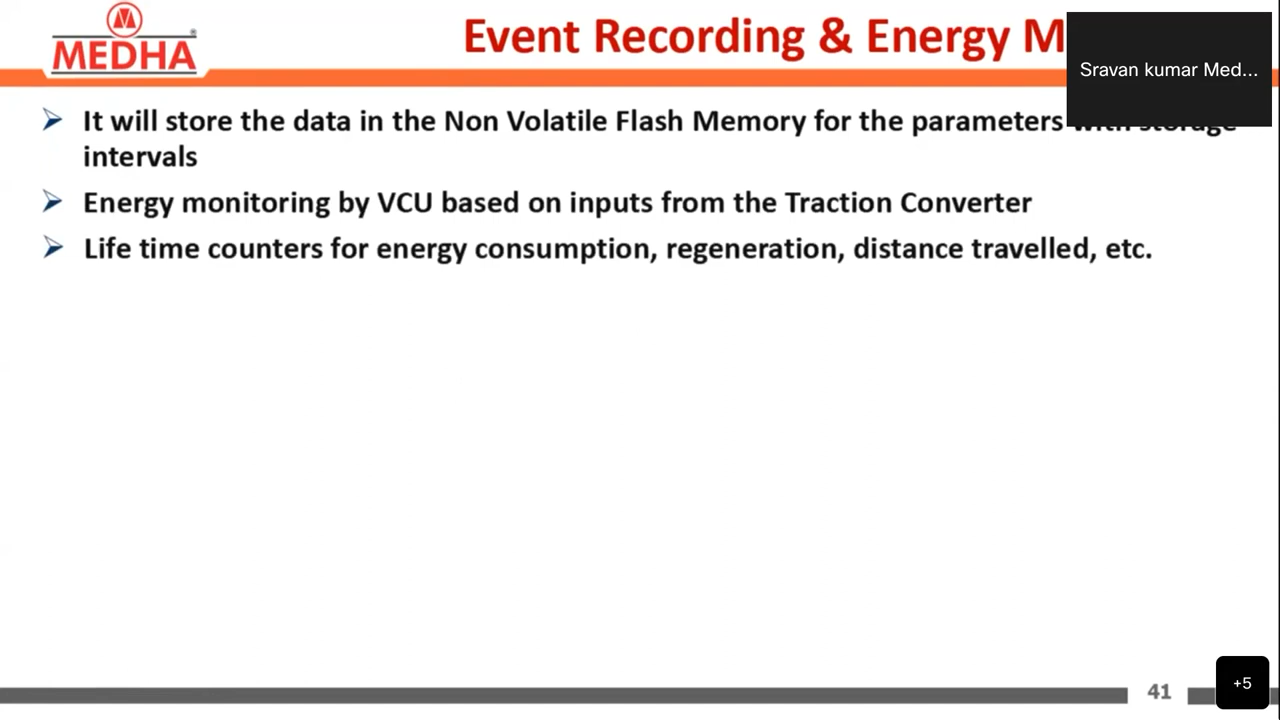 MEDHA
Event Recording & Energy M
Sravan kumar Med...
It will store the data in the Non Volatile Flash Memory for the parameters with storage
intervals
Energy monitoring by VCU based on inputs from the Traction Converter
Life time counters for energy consumption, regeneration, distance travelled, etc.
41
+5